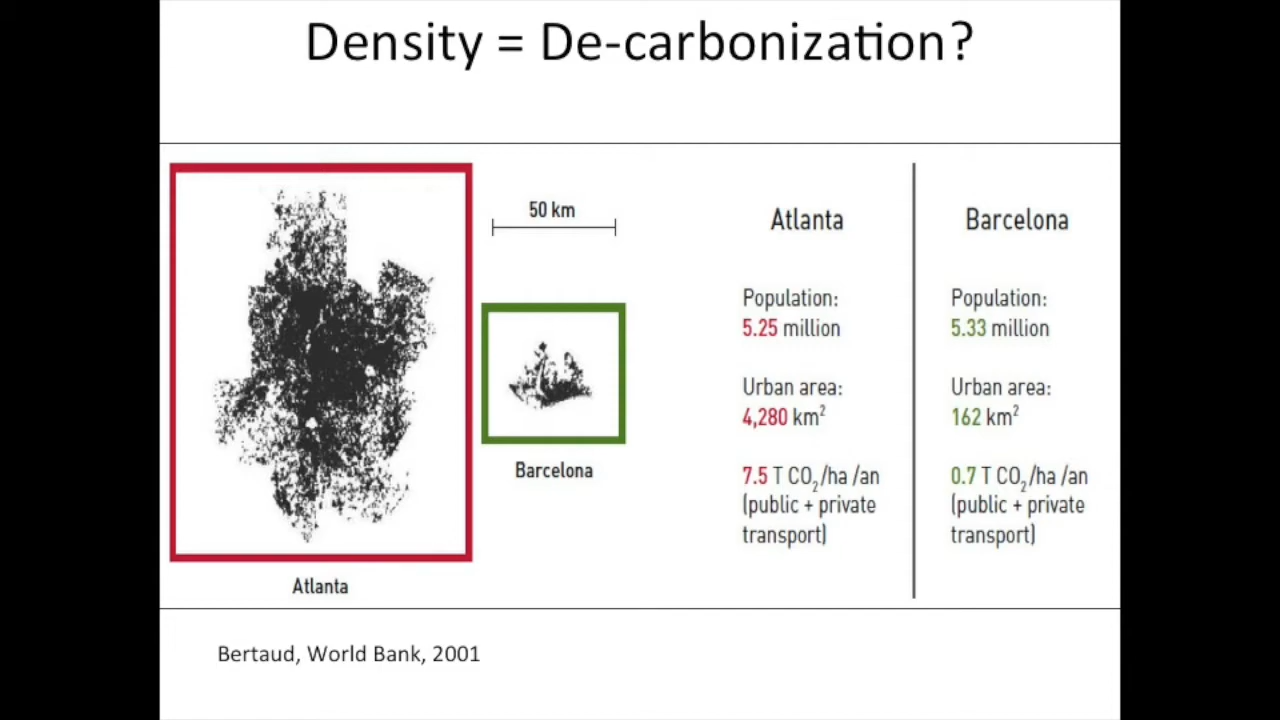 Density = De-carbonization?
50 km
Barcelona
Atlanta
Atlanta
Population:
5.25 million
Urban area:
4,280 km²
7.5 T CO₂/ha /an
(public + private
transport)
Barcelona
Population:
5.33 million
Urban area:
162 km²
0.7 T CO₂/ha /an
(public + private
transport)
Bertaud, World Bank, 2001